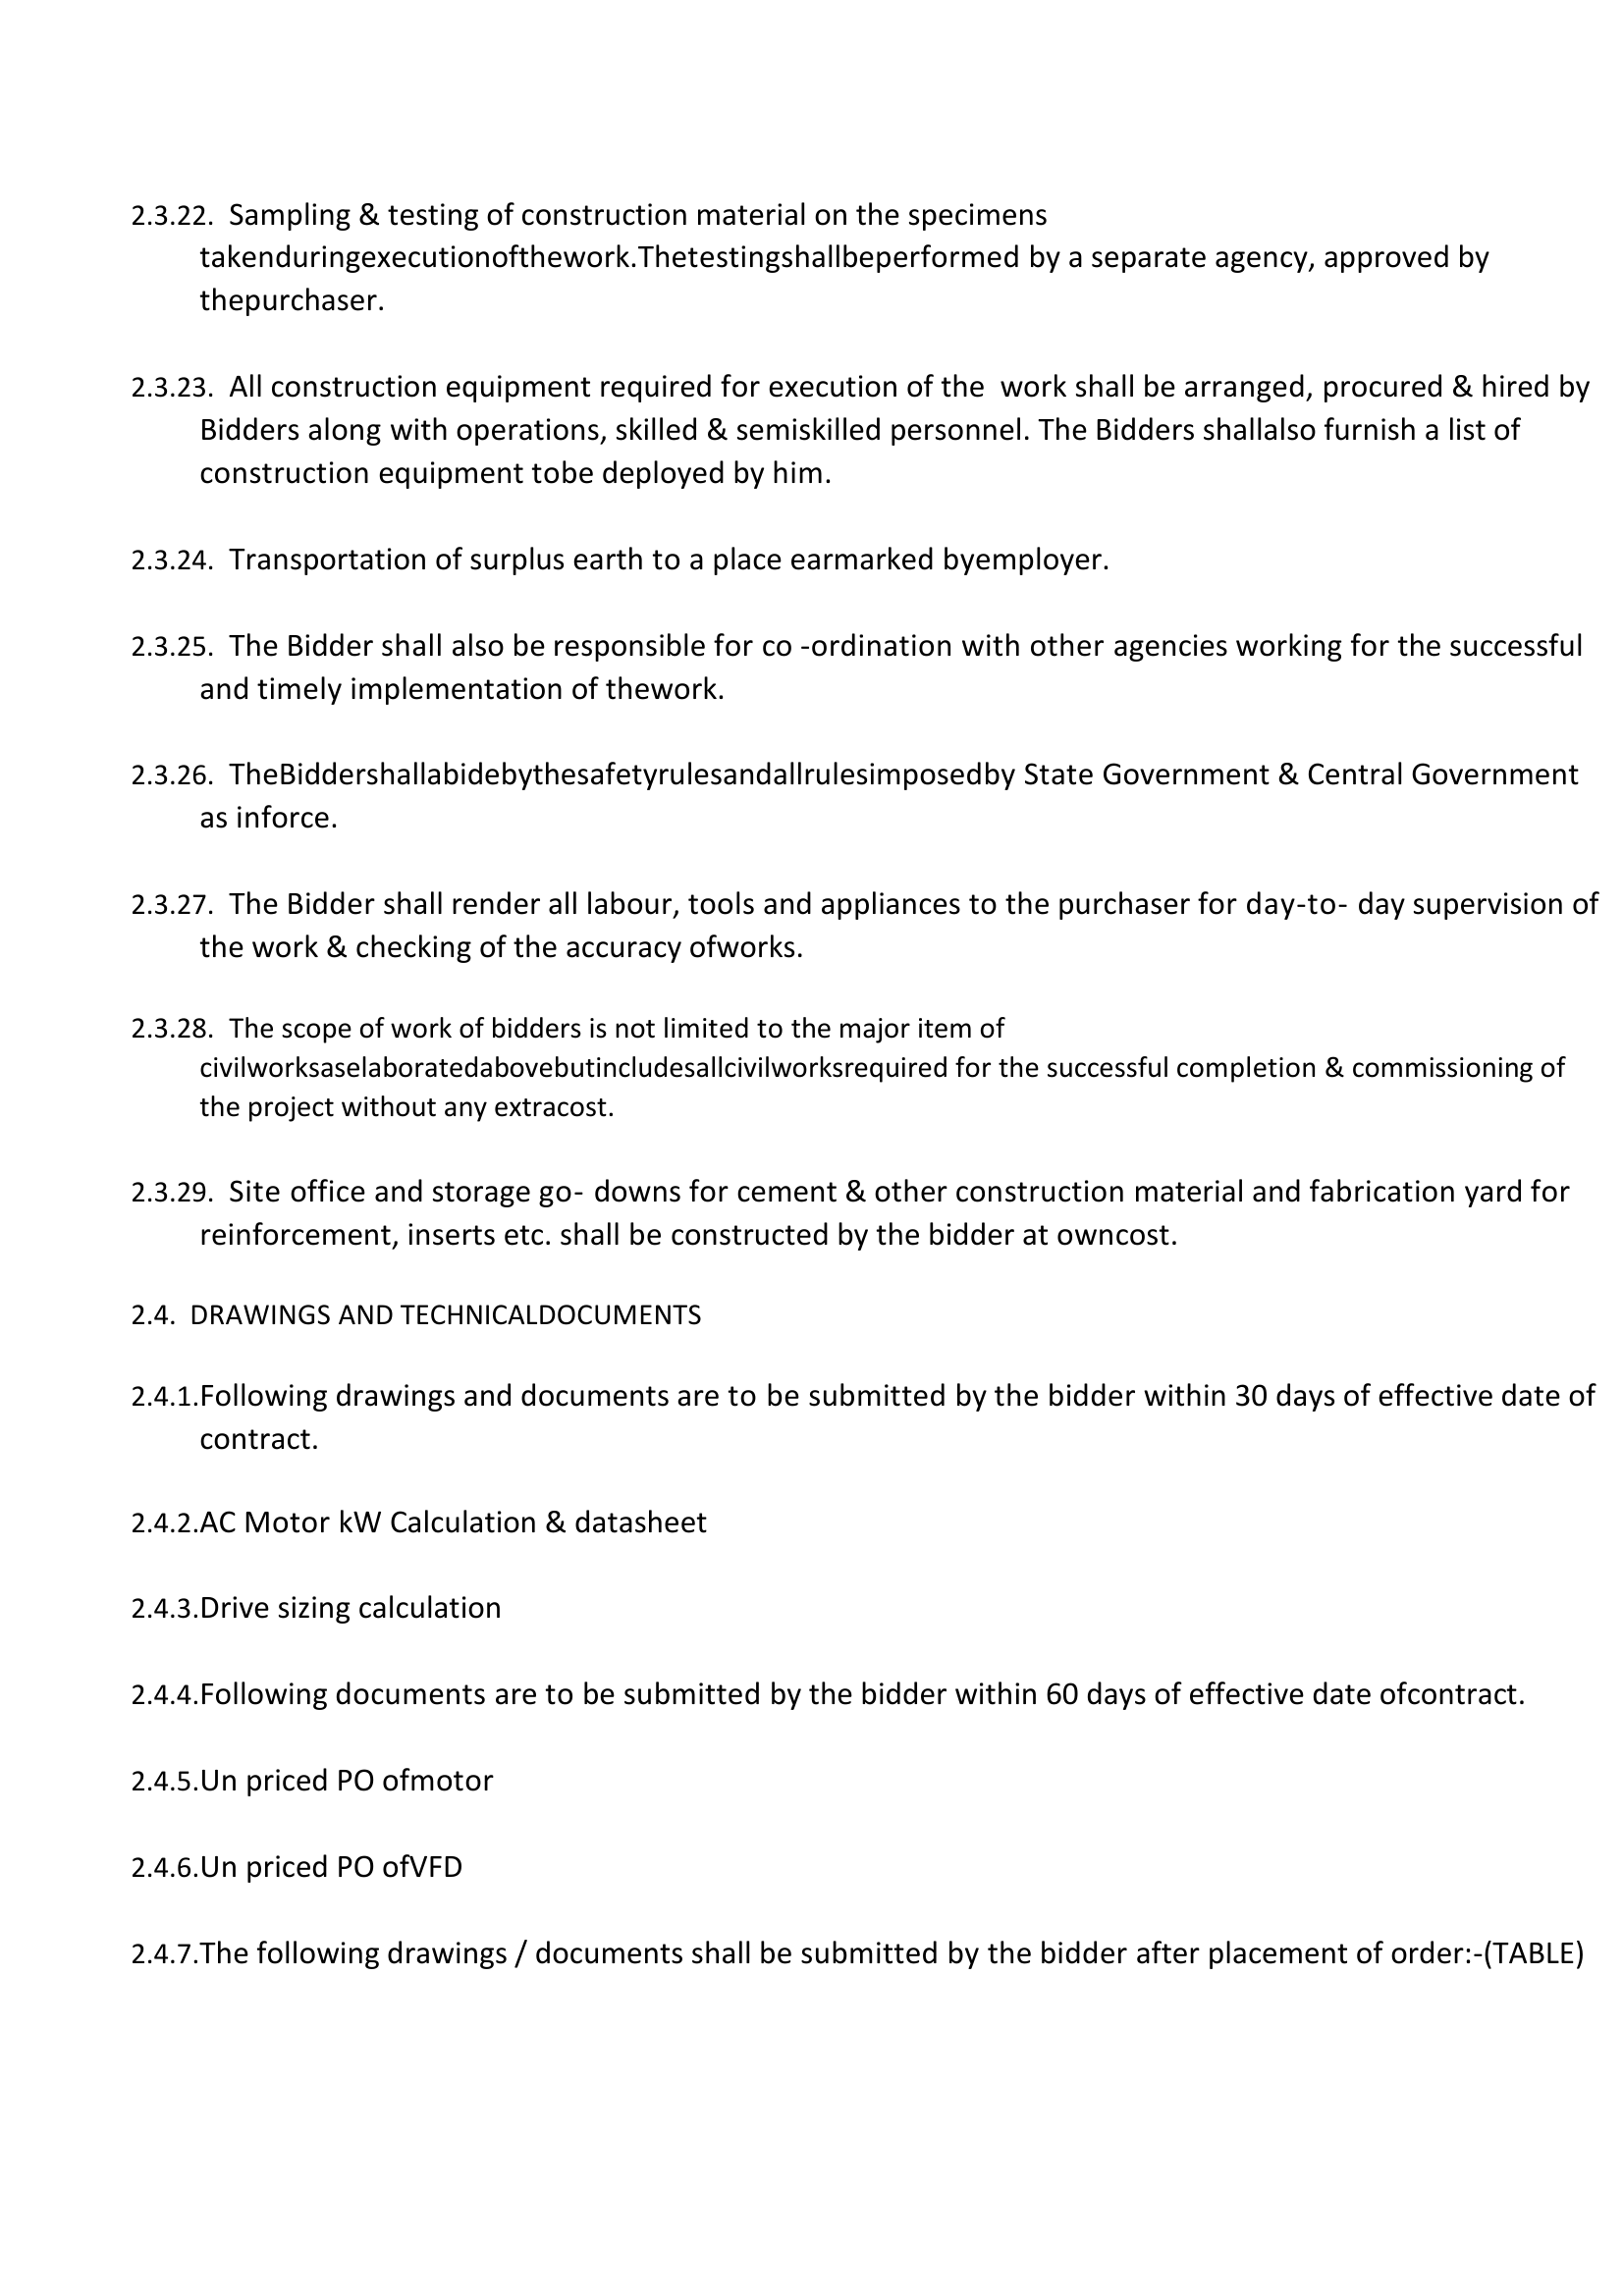 2.3.22. Sampling & testing of construction material on the specimens
takenduringexecutionofthework.Thetestingshallbeperformed by a separate agency, approved by
thepurchaser.
2.3.23. All construction equipment required for execution of the work shall be arranged, procured & hired by
Bidders along with operations, skilled & semiskilled personnel. The Bidders shallalso furnish a list of
construction equipment tobe deployed by him.
2.3.24. Transportation of surplus earth to a place earmarked byemployer.
2.3.25. The Bidder shall also be responsible for co -ordination with other agencies working for the successful
and timely implementation of thework.
2.3.26. TheBiddershallabidebythesafetyrulesandallrulesimposedby State Government & Central Government
as inforce.
2.3.27. The Bidder shall render all labour, tools and appliances to the purchaser for day-to- day supervision of
the work & checking of the accuracy ofworks.
2.3.28. The scope of work of bidders is not limited to the major item of
civilworksaselaboratedabovebutincludesallcivilworksrequired for the successful completion & commissioning of
the project without any extracost.
2.3.29. Site office and storage go- downs for cement & other construction material and fabrication yard for
reinforcement, inserts etc. shall be constructed by the bidder at owncost.
2.4. DRAWINGS AND TECHNICALDOCUMENTS
2.4.1.Following drawings and documents are to be submitted by the bidder within 30 days of effective date of
contract.
2.4.2.AC Motor kW Calculation & datasheet
2.4.3.Drive sizing calculation
2.4.4.Following documents are to be submitted by the bidder within 60 days of effective date ofcontract.
2.4.5.Un priced PO ofmotor
2.4.6.Un priced PO ofVFD
2.4.7.The following drawings / documents shall be submitted by the bidder after placement of order:-(TABLE)